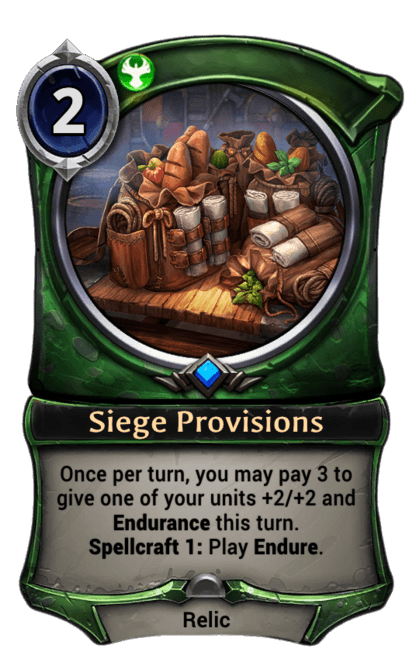 2
Siege Provisions
Once per turn, you may pay 3 to
give one of your units +2/+2 and
Endurance this turn.
Spellcraft 1: Play Endure.
Relic